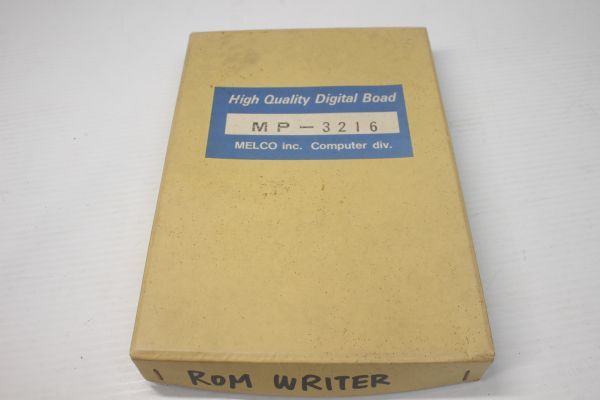 High Quality Digital Boad
MP-3216
MELCO inc. Computer div.
ROM WRITER